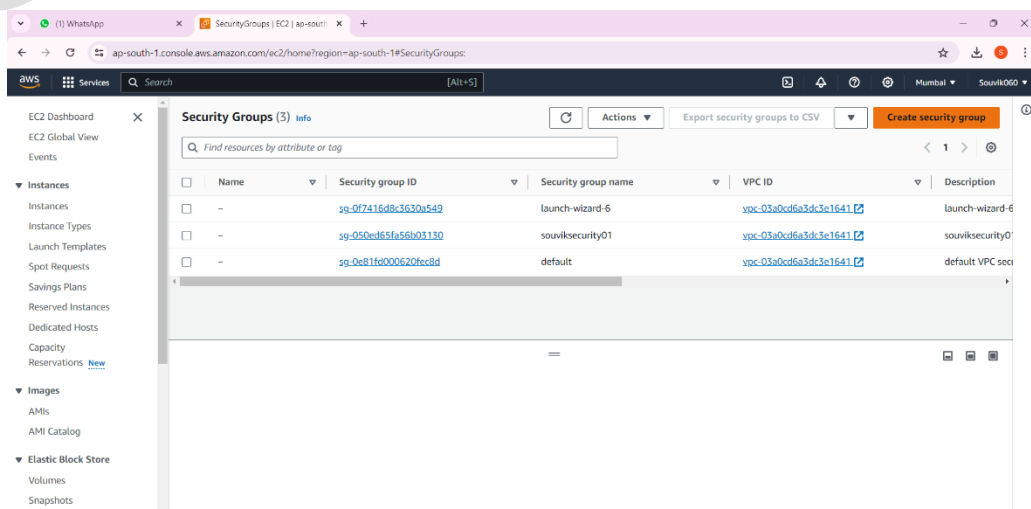 (1) WhatsApp
SecurityGroups | EC2 | ap-south
ap-south-1.console.aws.amazon.com/ec2/home?region=ap-south-1#SecurityGroups:
S
aws Services Search [Alt+S] Mumbai Souvik060
EC2 Dashboard
EC2 Global View
Events
Instances
Instances
Instance Types
Launch Templates
Spot Requests
Savings Plans
Reserved Instances
Dedicated Hosts
Capacity
Reservations New
Images
AMIs
AMI Catalog
Elastic Block Store
Volumes
Snapshots
Security Groups (3) Info
Actions Export security groups to CSV Create security group
Find resources by attribute or tag
1
Name Security group ID Security group name VPC ID Description
– sg-0f7416d8c3630a549 launch-wizard-6 vpc-03a0cd6a3dc3e1641 launch-wizard-6
– sg-050ed65fa56b03130 souviksecurity01 vpc-03a0cd6a3dc3e1641 souviksecurity01
– sg-0e81fd000620fec8d default vpc-03a0cd6a3dc3e1641 default VPC secu